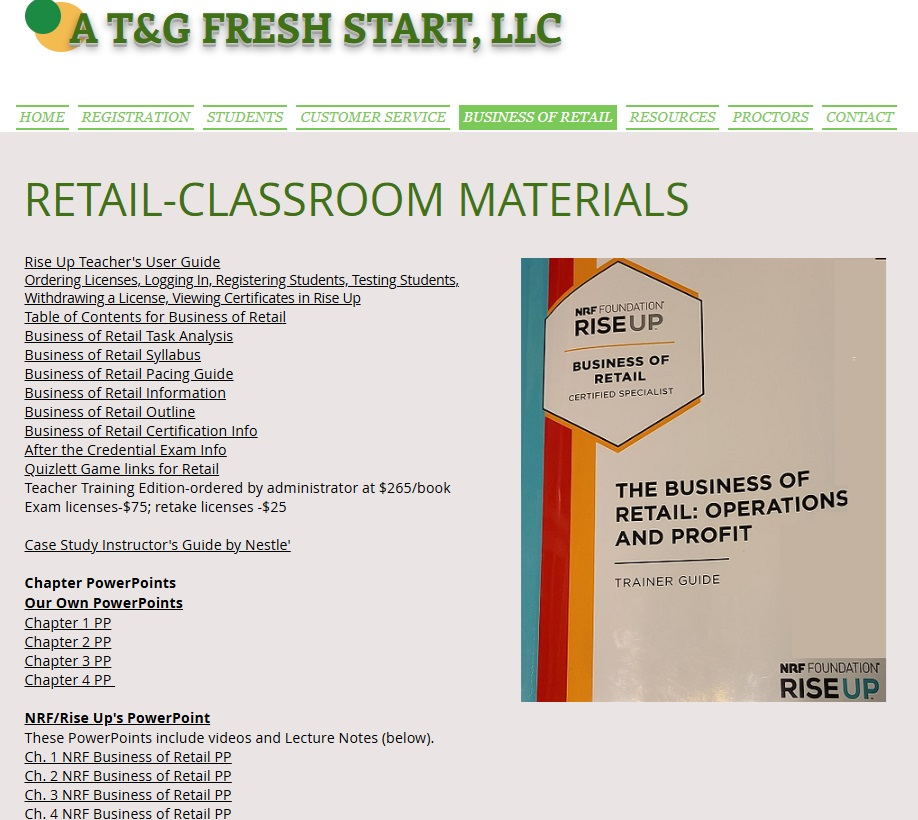 A T&G FRESH START, LLC
HOME REGISTRATION STUDENTS CUSTOMER SERVICE BUSINESS OF RETAIL RESOURCES PROCTORS CONTACT
RETAIL-CLASSROOM MATERIALS
Rise Up Teacher's User Guide
Ordering Licenses, Logging In, Registering Students, Testing Students,
Withdrawing a License, Viewing Certificates in Rise Up
Table of Contents for Business of Retail
Business of Retail Task Analysis
Business of Retail Syllabus
Business of Retail Pacing Guide
Business of Retail Information
Business of Retail Outline
Business of Retail Certification Info
After the Credential Exam Info
Quizlett Game links for Retail
Teacher Training Edition-ordered by administrator at $265/book
Exam licenses-$75; retake licenses -$25
Case Study Instructor's Guide by Nestle'
Chapter PowerPoints
Our Own PowerPoints
Chapter 1 PP
Chapter 2 PP
Chapter 3 PP
Chapter 4 PP
NRF/Rise Up's PowerPoint
These PowerPoints include videos and Lecture Notes (below).
Ch. 1 NRF Business of Retail PP
Ch. 2 NRF Business of Retail PP
Ch. 3 NRF Business of Retail PP
Ch. 4 NRF Business of Retail PP
NRF FOUNDATION
RISE UP
BUSINESS OF
RETAIL
CERTIFIED SPECIALIST
THE BUSINESS OF
RETAIL: OPERATIONS
AND PROFIT
TRAINER GUIDE
NRF FOUNDATION
RISE UP